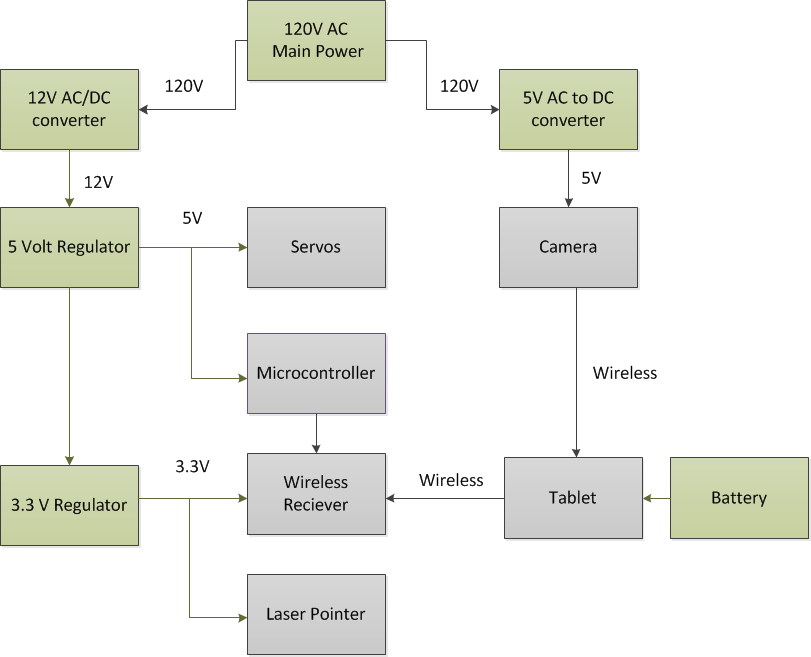 120V AC
Main Power
12V AC/DC
converter
120V
120V
5V AC to DC
converter
12V
5V
5 Volt Regulator
5V
Servos
Camera
Microcontroller
Wireless
3.3 V Regulator
3.3V
Wireless
Reciever
Wireless
Tablet
Battery
Laser Pointer